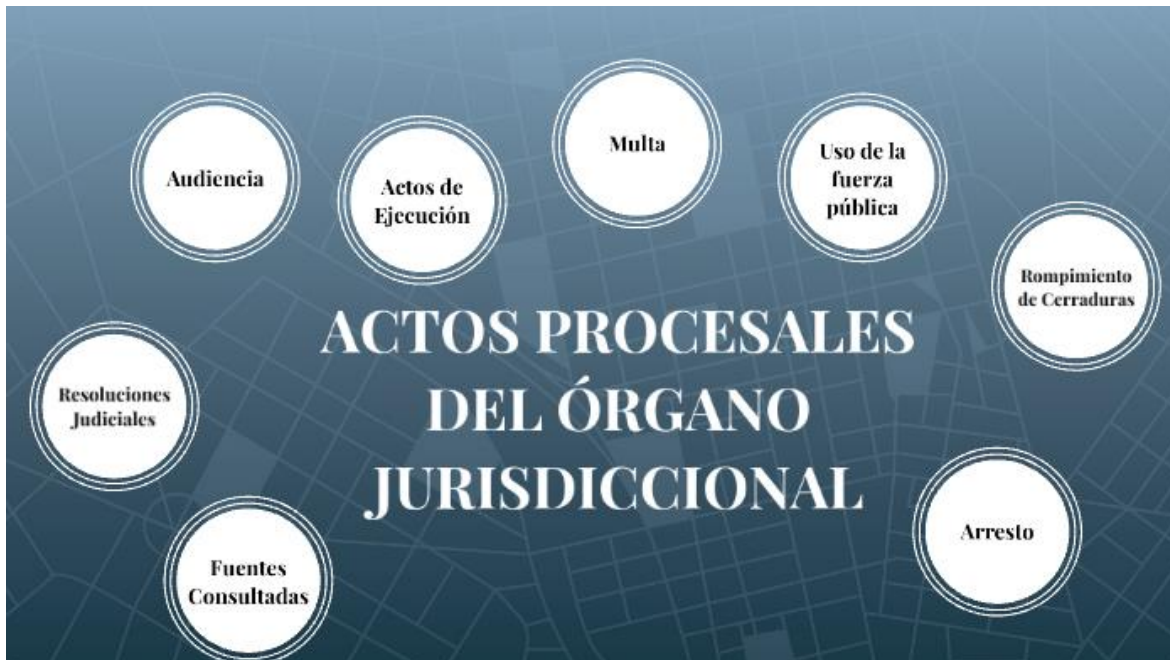 Audiencia
Actos de
Ejecución
Multa
Uso de la
fuerza
pública
Rompimiento
de Cerraduras
ACTOS PROCESALES
DEL ÓRGANO
JURISDICCIONAL
Resoluciones
Judiciales
Arresto
Fuentes
Consultadas